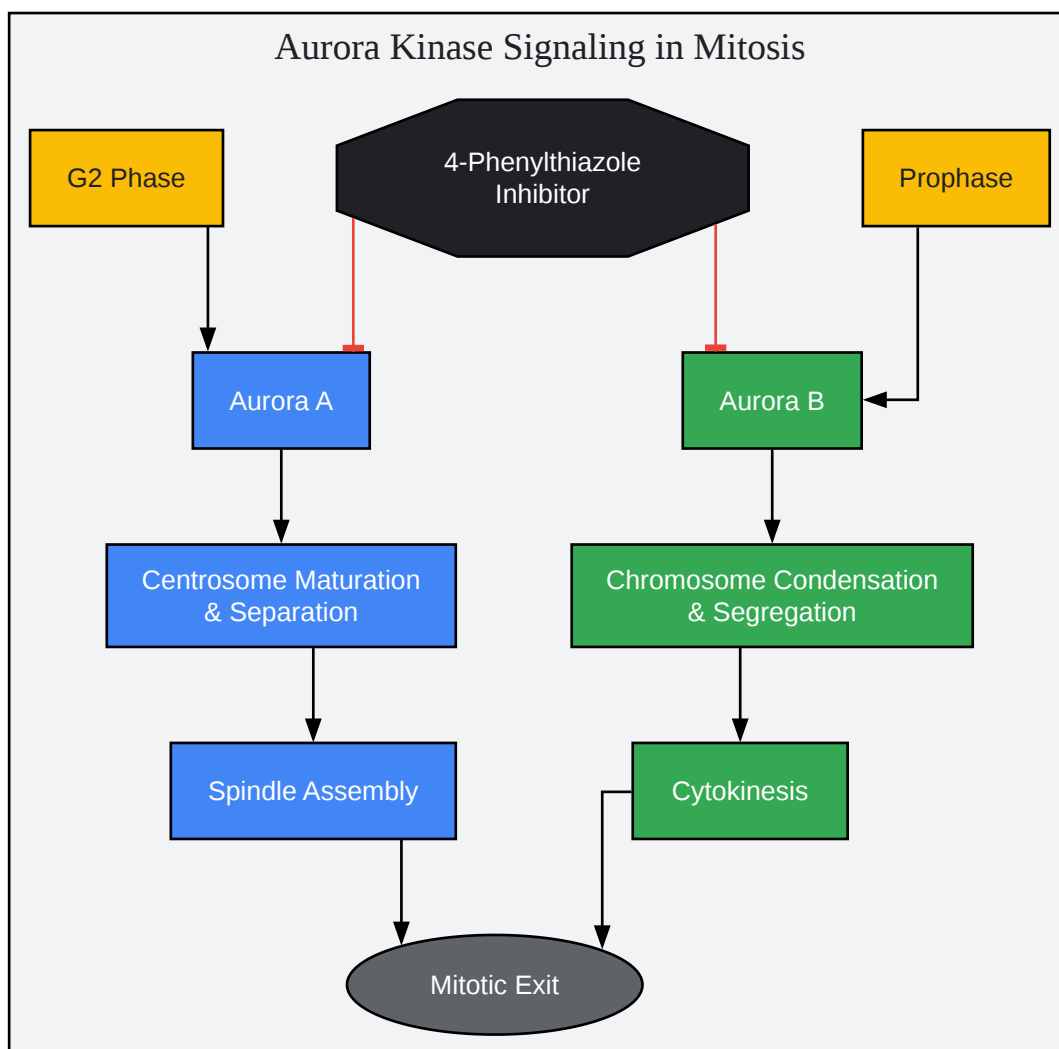 Aurora Kinase Signaling in Mitosis
G2 Phase
4-Phenylthiazole
Inhibitor
Prophase
Aurora A
Aurora B
Centrosome Maturation
& Separation
Chromosome Condensation
& Segregation
Spindle Assembly
Cytokinesis
Mitotic Exit